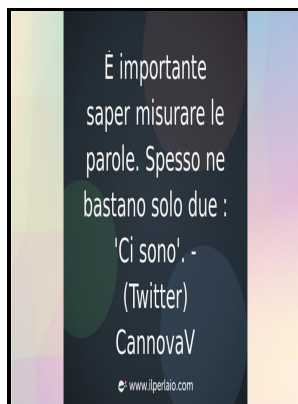 È importante
saper misurare le
parole. Spesso ne
bastano solo due :
'Ci sono'. -
(Twitter)
CannovaV
www.ilperlaio.com